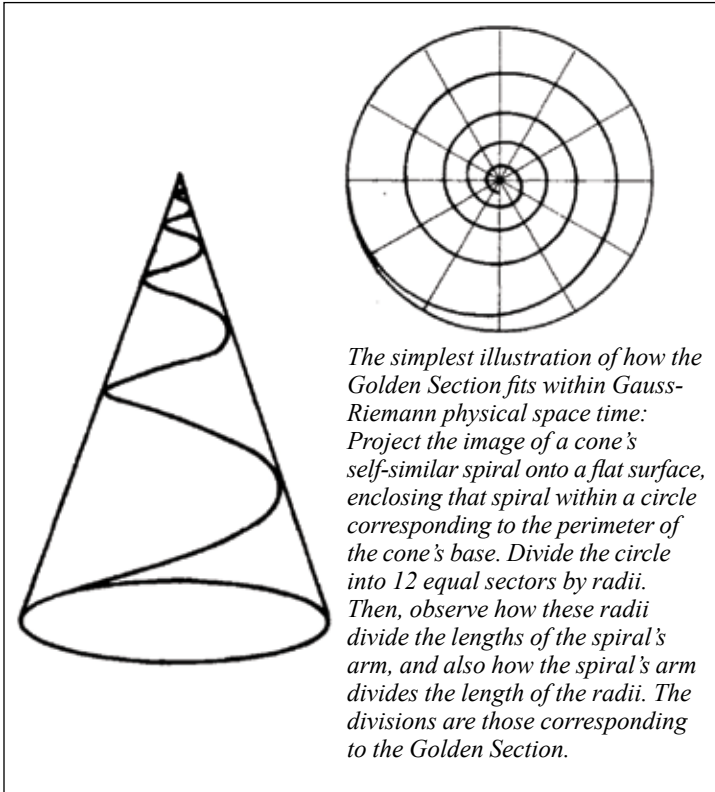 The simplest illustration of how the
Golden Section fits within Gauss-
Riemann physical space time:
Project the image of a cone’s
self-similar spiral onto a flat surface,
enclosing that spiral within a circle
corresponding to the perimeter of
the cone’s base. Divide the circle
into 12 equal sectors by radii.
Then, observe how these radii
divide the lengths of the spiral’s
arm, and also how the spiral’s arm
divides the length of the radii. The
divisions are those corresponding
to the Golden Section.